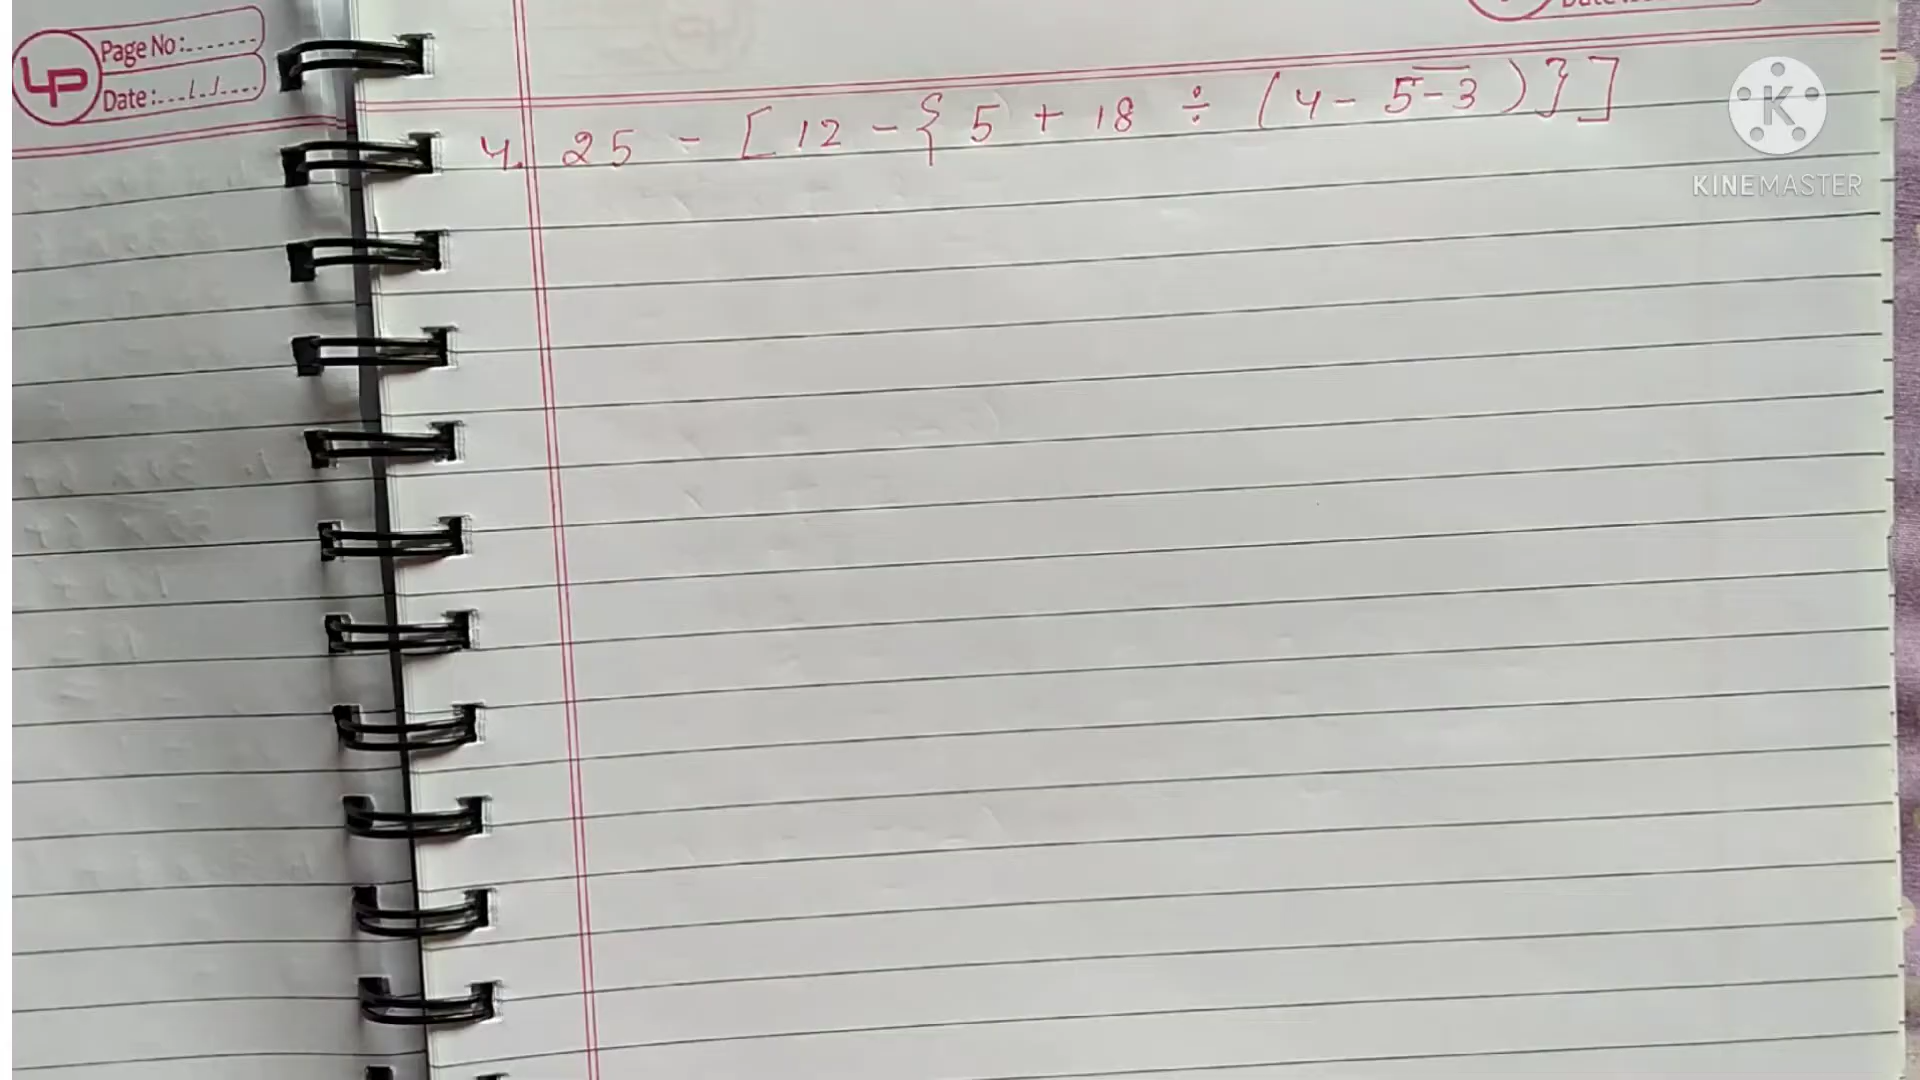 Page No:.......
Date:...../...../.....
4. 25 - [ 12 - { 5 + 18 ÷ ( 4 - 5̅-̅3̅ ) } ]
KINEMASTER